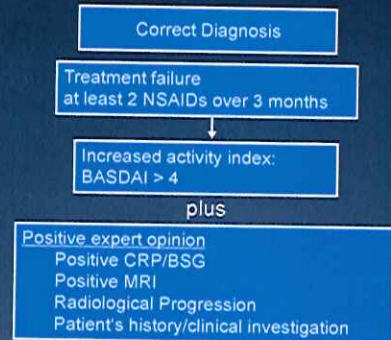 Correct Diagnosis
Treatment failure
at least 2 NSAIDs over 3 months
Increased activity index:
BASDAI > 4
plus
Positive expert opinion
Positive CRP/BSG
Positive MRI
Radiological Progression
Patient's history/clinical investigation